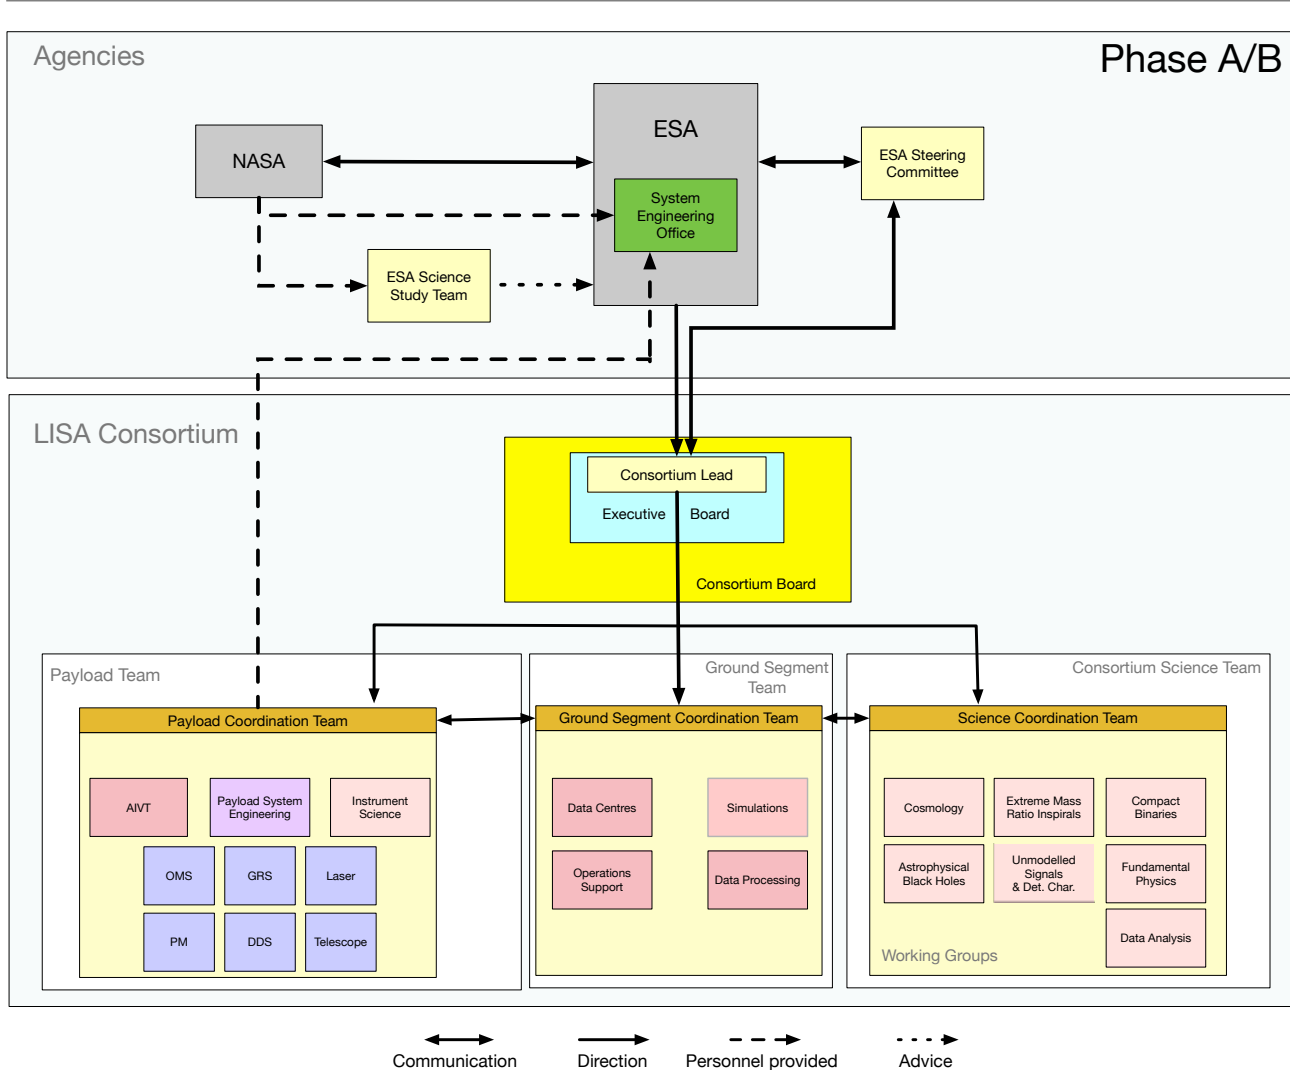 Agencies
Phase A/B
NASA
ESA
System
Engineering
Office
ESA Steering
Committee
ESA Science
Study Team
LISA Consortium
Consortium Lead
Executive Board
Consortium Board
Payload Team
Ground Segment
Team
Consortium Science Team
Payload Coordination Team
Ground Segment Coordination Team
Science Coordination Team
AIVT
Payload System
Engineering
Instrument
Science
OMS
GRS
Laser
PM
DDS
Telescope
Data Centres
Simulations
Operations
Support
Data Processing
Cosmology
Extreme Mass
Ratio Inspirals
Compact
Binaries
Astrophysical
Black Holes
Unmodelled
Signals
& Det. Char.
Fundamental
Physics
Data Analysis
Working Groups
Communication
Direction
Personnel provided
Advice